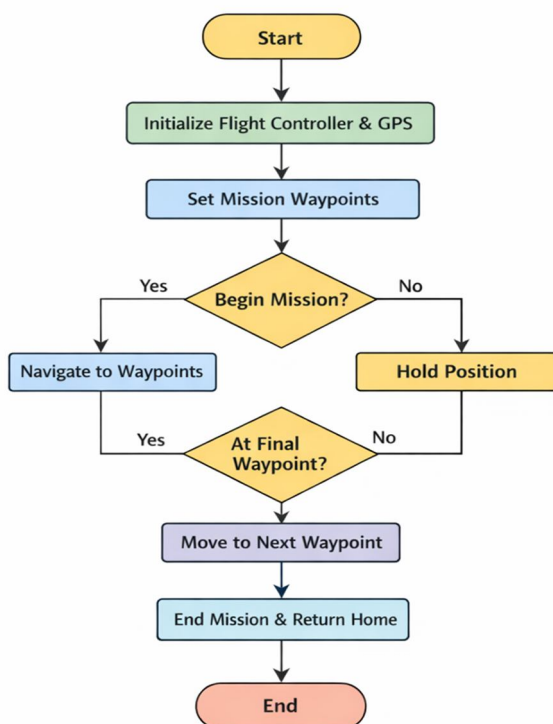 Start
Initialize Flight Controller & GPS
Set Mission Waypoints
Yes
No
Begin Mission?
Navigate to Waypoints
Hold Position
Yes
No
At Final
Waypoint?
Move to Next Waypoint
End Mission & Return Home
End